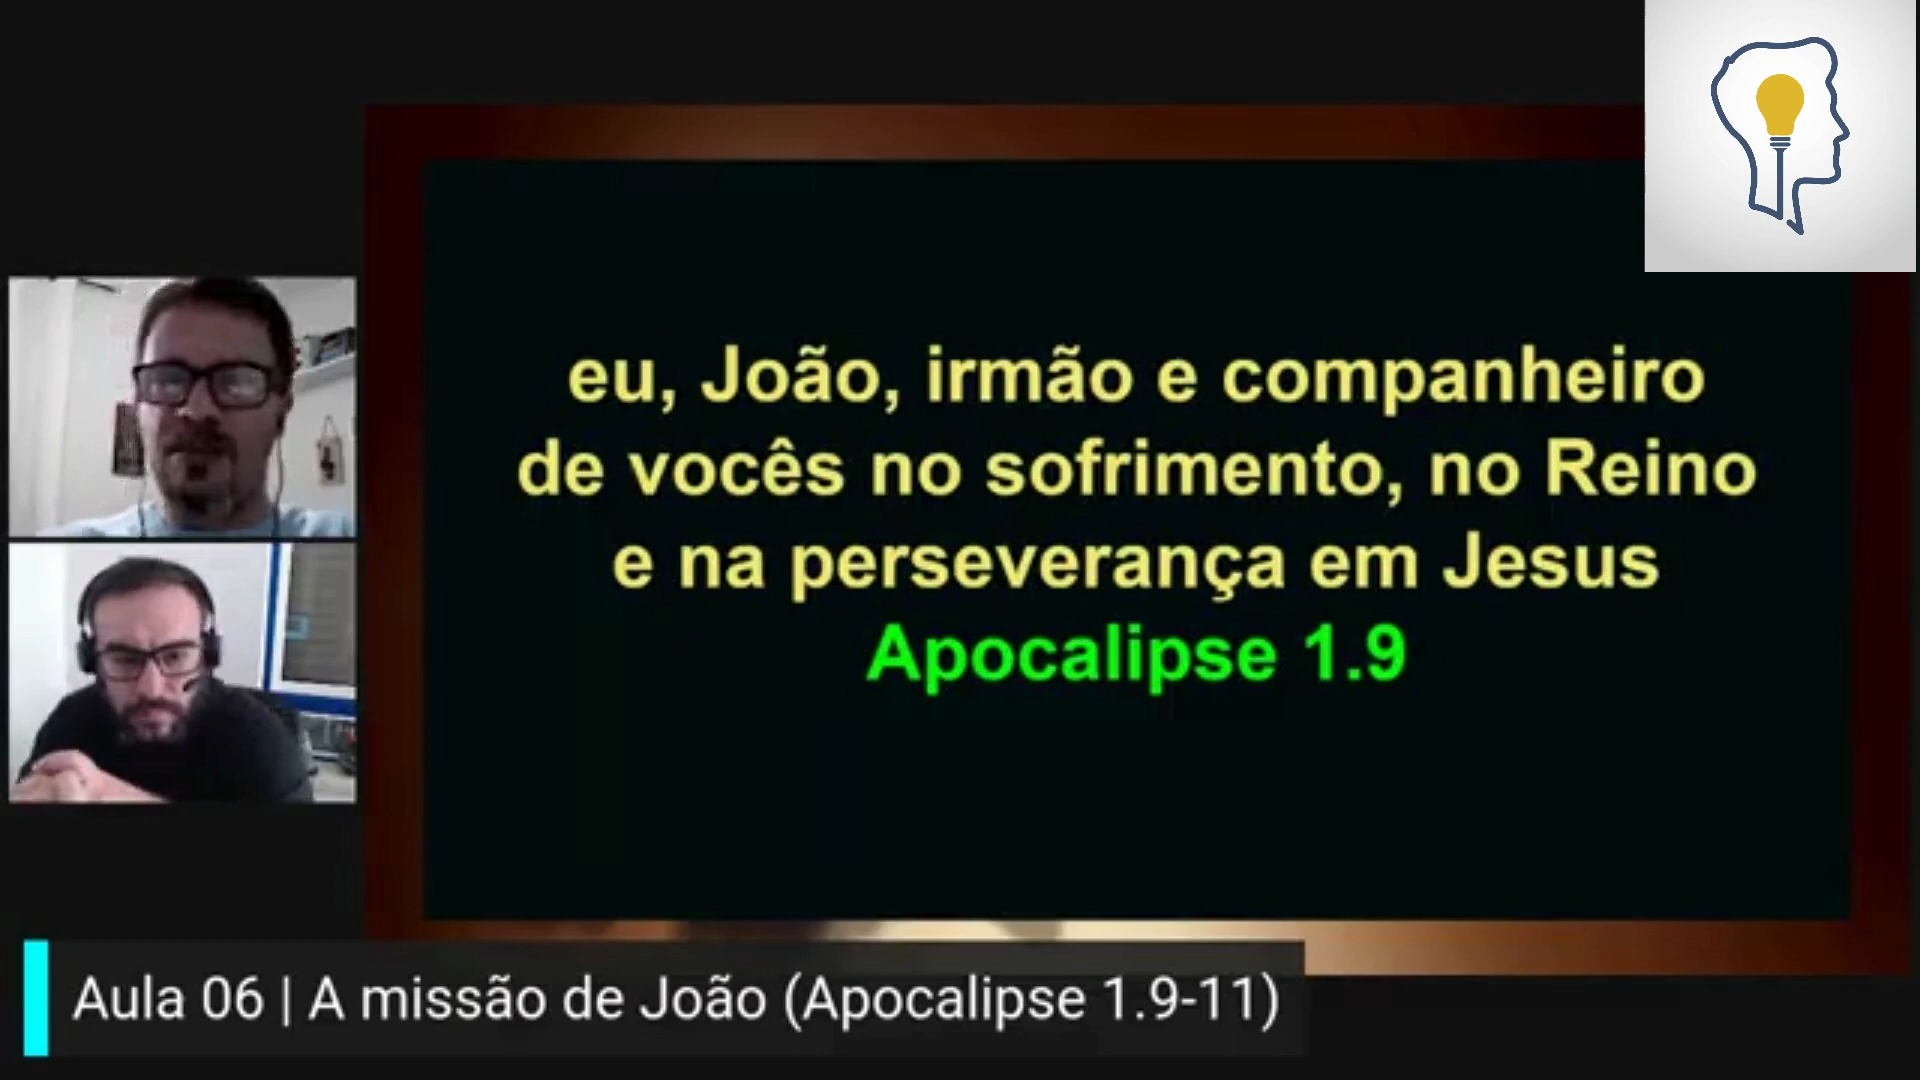 eu, João, irmão e companheiro
de vocês no sofrimento, no Reino
e na perseverança em Jesus
Apocalipse 1.9
Aula 06 | A missão de João (Apocalipse 1.9-11)